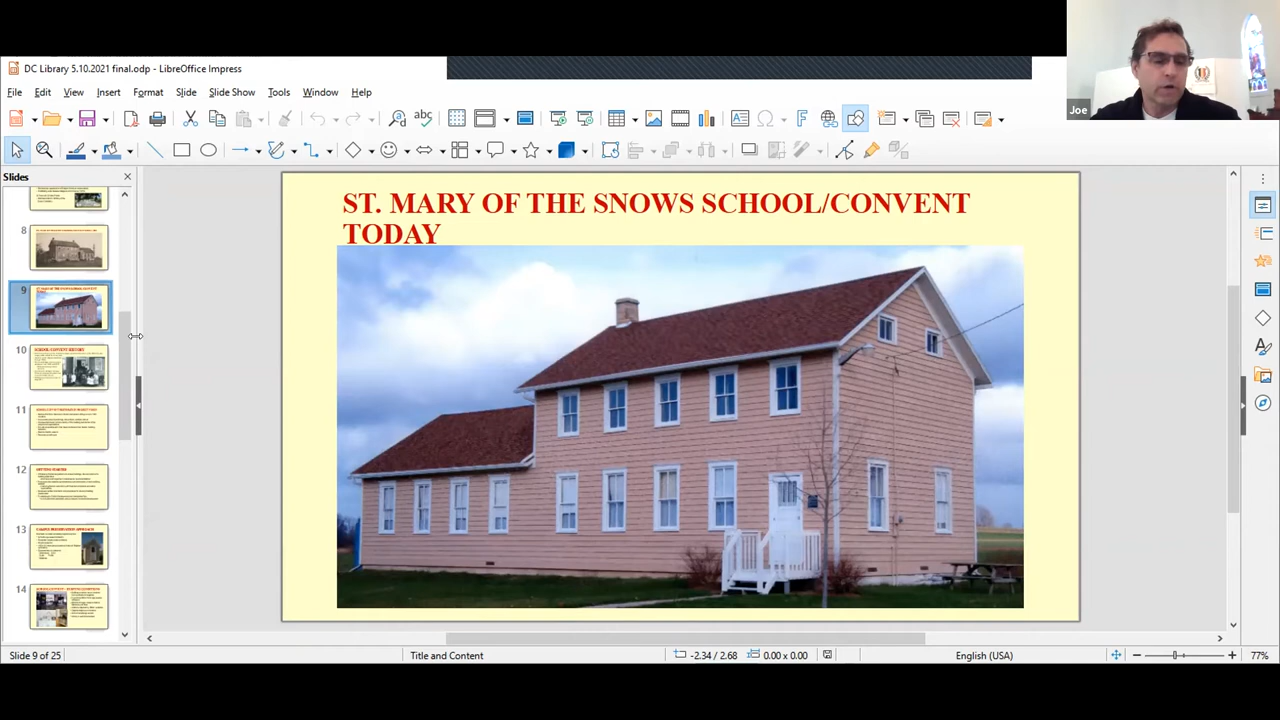 DC Library 5.10.2021 final.odp - LibreOffice Impress
Joe
File Edit View Insert Format Slide Slide Show Tools Window Help
abc
Slides
8
9
10
11
12
13
14
ST. MARY OF THE SNOWS SCHOOL/CONVENT
TODAY
Slide 9 of 25
Title and Content
-2.34 / 2.68
0.00 x 0.00
English (USA)
77%